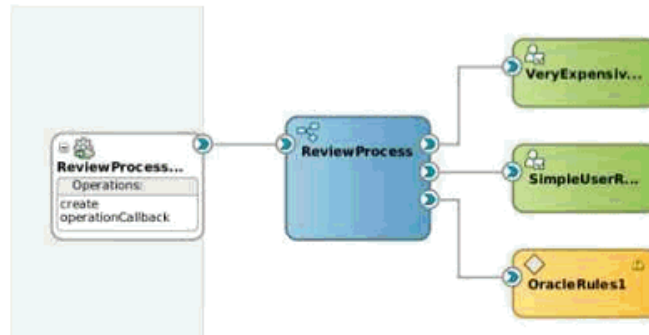 VeryExpensiv...
ReviewProcess...
Operations:
create
operationCallback
ReviewProcess
SimpleUserR...
OracleRules1